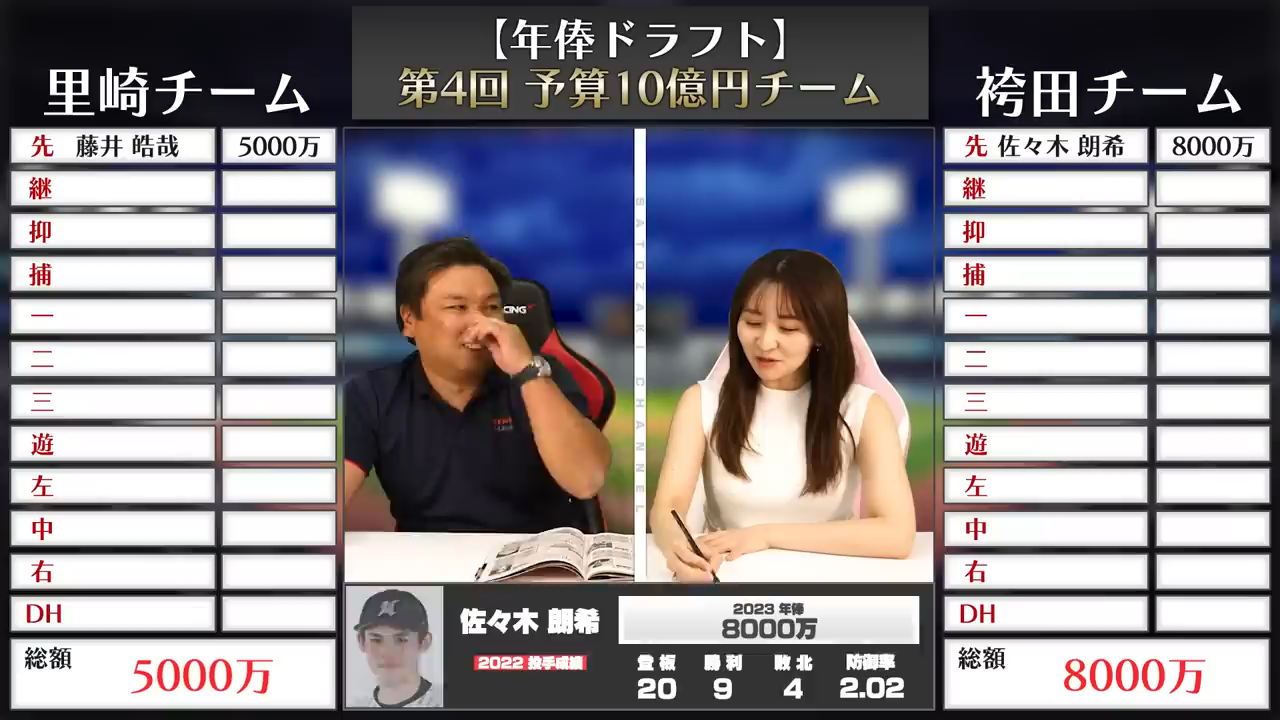 【年俸ドラフト】
第4回 予算10億円チーム
里崎チーム
先 藤井 皓哉 5000万
継
抑
捕
一
二
三
遊
左
中
右
DH
総額 5000万
SATOZAKI CHANNEL
袴田チーム
先 佐々木 朗希 8000万
継
抑
捕
一
二
三
遊
左
中
右
DH
総額 8000万
佐々木 朗希
2023 年俸
8000万
2022 投手成績
登板 勝利 敗北 防御率
20 9 4 2.02